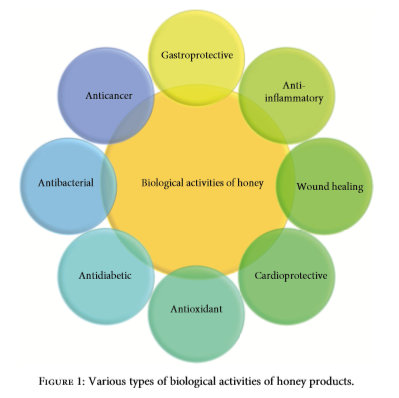 Gastroprotective
Anti-
inflammatory
Wound healing
Cardioprotective
Antioxidant
Antidiabetic
Antibacterial
Anticancer
Biological activities of honey
FIGURE 1: Various types of biological activities of honey products.